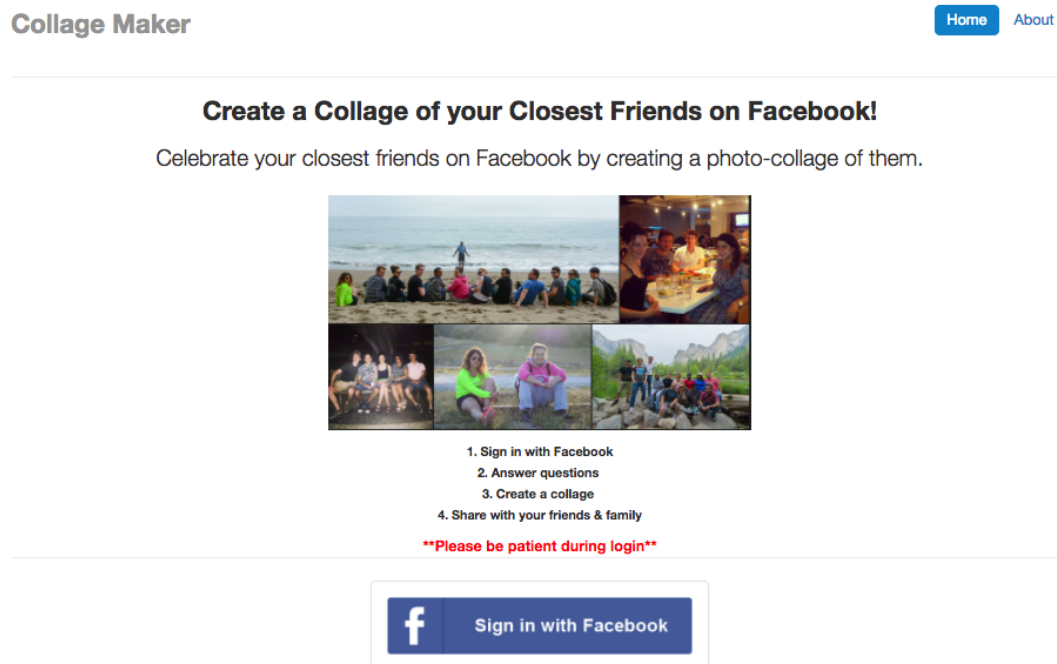 Collage Maker
Home
About
Create a Collage of your Closest Friends on Facebook!
Celebrate your closest friends on Facebook by creating a photo-collage of them.
1. Sign in with Facebook
2. Answer questions
3. Create a collage
4. Share with your friends & family
**Please be patient during login**
f
Sign in with Facebook